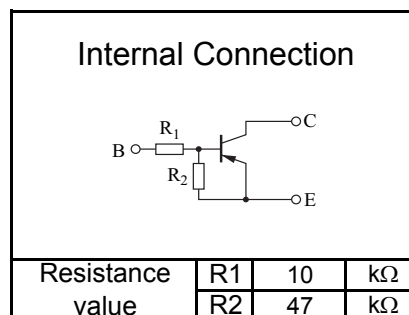 Internal Connection
C
R1
B
R2
E
Resistance value R1 10 kΩ
R2 47 kΩ